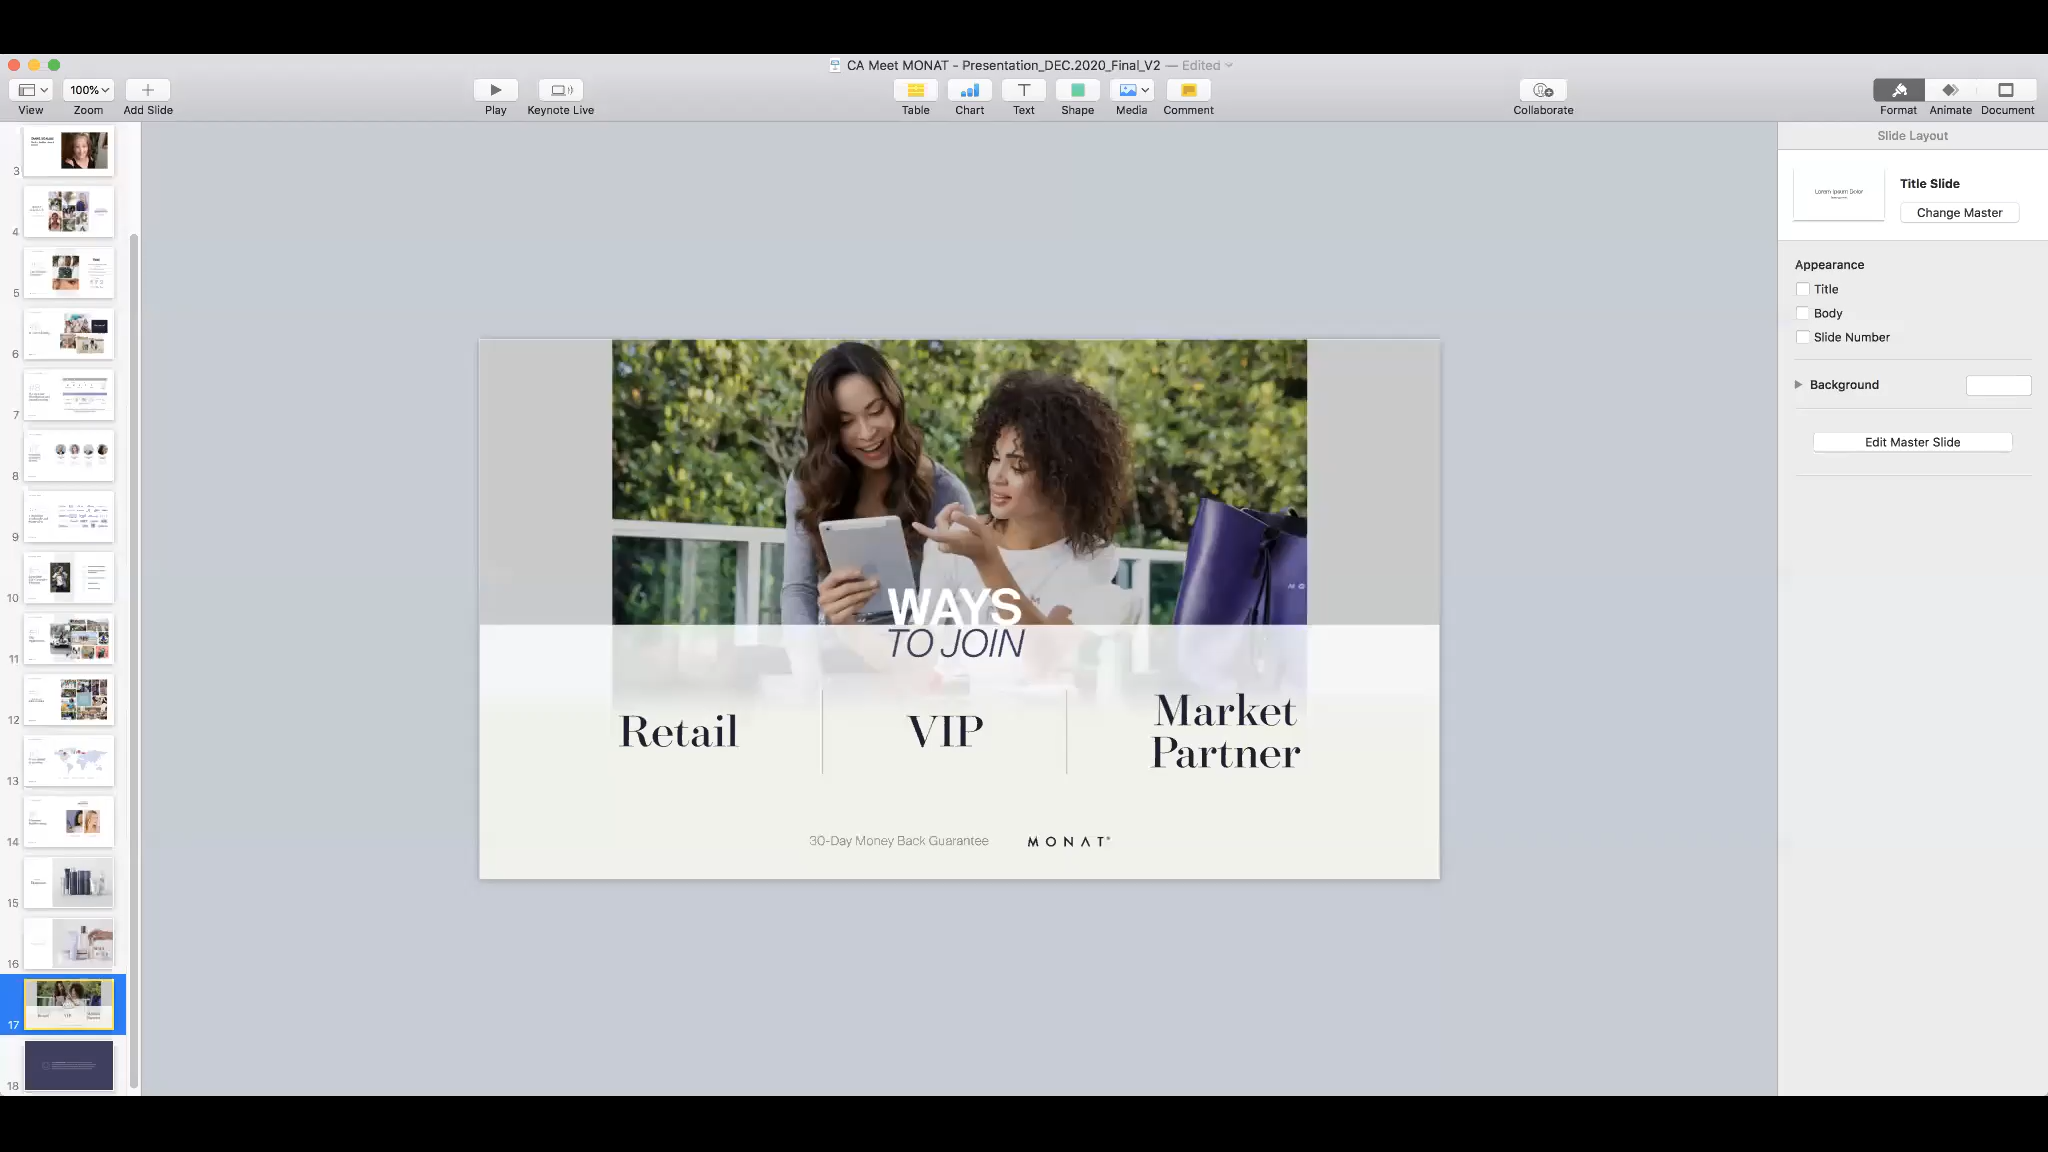 CA Meet MONAT - Presentation_DEC.2020_Final_V2 — Edited
100%
View
Zoom
Add Slide
Play
Keynote Live
Table
Chart
Text
Shape
Media
Comment
Collaborate
Format
Animate
Document
3
4
5
6
7
8
9
10
11
12
13
14
15
16
17
18
WAYS
TO JOIN
Retail
VIP
Market
Partner
30-Day Money Back Guarantee
MONAT®
Slide Layout
Lorem Ipsum Dolor
Title Slide
Change Master
Appearance
Title
Body
Slide Number
Background
Edit Master Slide